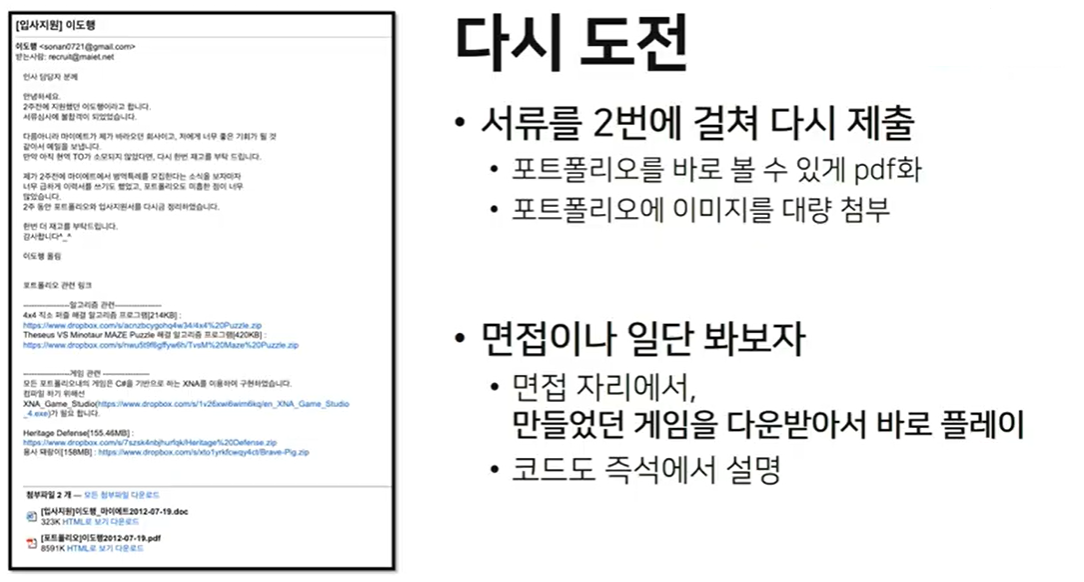 [입사지원] 이도행
이도행 <sonan0721@gmail.com>
받는사람: recruit@maiet.net
인사 담당자 분께
안녕하세요.
2주전에 지원했던 이도행이라고 합니다.
서류심사에 불합격이 되었었습니다.
다름아니라 마이에트가 제가 바라오던 회사이고, 저에게 너무 좋은 기회가 될 것
같아서 메일을 보냅니다.
만약 아직 현역 TO가 소모되지 않았다면, 다시 한번 재고를 부탁 드립니다.
제가 2주전에 마이에트에서 병역특례를 모집한다는 소식을 보자마자
너무 급하게 이력서를 쓰기도 했었고, 포트폴리오도 미흡한 점이 너무
많았습니다.
2주 동안 포트폴리오와 입사지원서를 다시금 정리하였습니다.
한번 더 재고를 부탁드립니다.
감사합니다^_^
이도행 올림
포트폴리오 관련 링크
-----------------알고리즘 관련-----------------
4x4 직소 퍼즐 해결 알고리즘 프로그램[214KB] :
https://www.dropbox.com/s/acnzbcygohq4w34/4x4%20Puzzle.zip
Theseus VS Minotaur MAZE Puzzle 해결 알고리즘 프로그램[420KB] :
https://www.dropbox.com/s/nwu5t9f8gffyw6h/TvsM%20Maze%20Puzzle.zip
-----------------게임 관련 -----------------
모든 포트폴리오내의 게임은 C#을 기반으로 하는 XNA를 이용하여 구현하였습니다.
컴파일 하기 위해선
XNA_Game_Studio(https://www.dropbox.com/s/1v26xwi6wim6kq/en_XNA_Game_Studio
_4.exe)가 필요 합니다.
Heritage Defense[155.46MB] :
https://www.dropbox.com/s/7szsk4nbjhurfqk/Heritage%20Defense.zip
용사 돼랑이[158MB] : https://www.dropbox.com/s/xto1yrkfcwqy4ct/Brave-Pig.zip
첨부파일 2 개 — 모든 첨부파일 다운로드
[입사지원]이도행_마이에트2012-07-19.doc
323K HTML로 보기 다운로드
[포트폴리오]이도행2012-07-19.pdf
8591K HTML로 보기 다운로드
다시 도전
• 서류를 2번에 걸쳐 다시 제출
• 포트폴리오를 바로 볼 수 있게 pdf화
• 포트폴리오에 이미지를 대량 첨부
• 면접이나 일단 봐보자
• 면접 자리에서,
만들었던 게임을 다운받아서 바로 플레이
• 코드도 즉석에서 설명